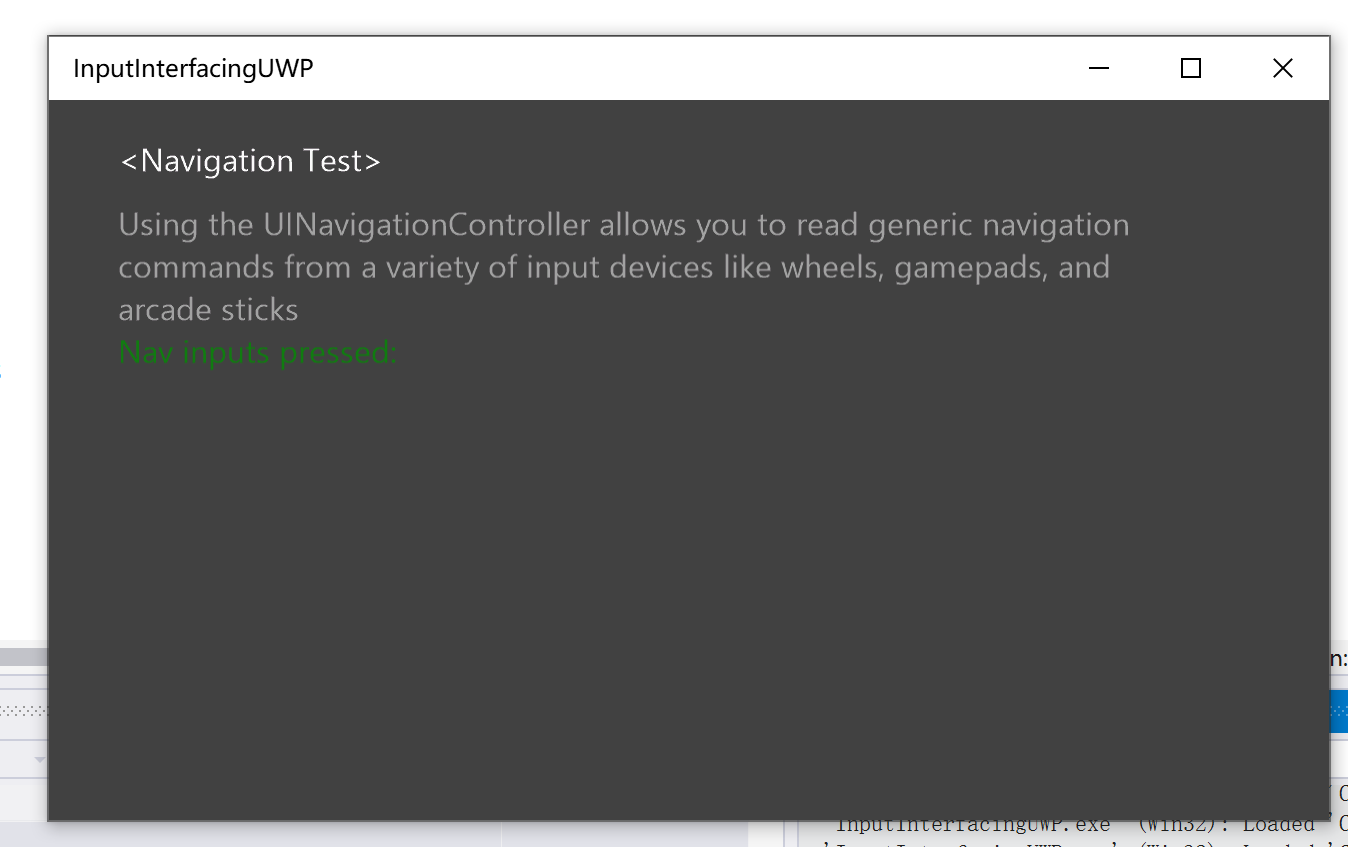 InputInterfacingUWP
<Navigation Test>
Using the UINavigationController allows you to read generic navigation
commands from a variety of input devices like wheels, gamepads, and
arcade sticks
Nav inputs pressed:
n:
InputInterfacingUWP.exe' (Win32): Loaded 'C